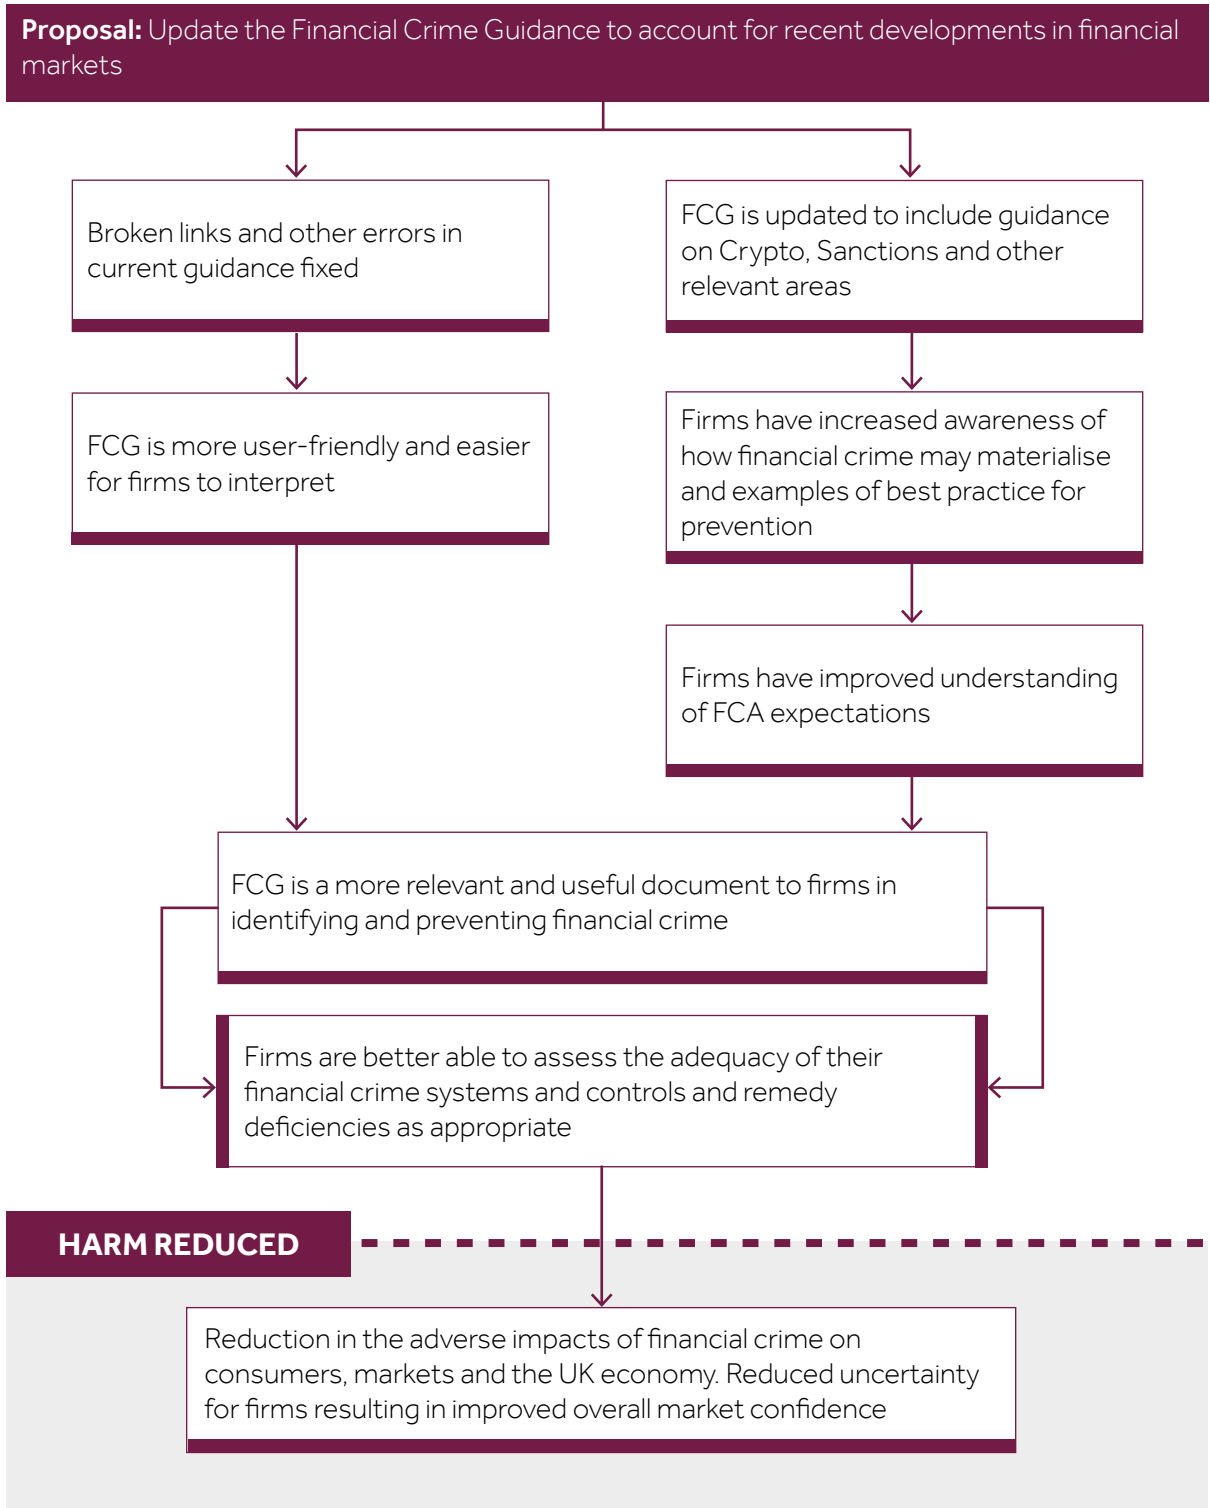 Proposal: Update the Financial Crime Guidance to account for recent developments in financial
markets
Broken links and other errors in
current guidance fixed
FCG is updated to include guidance
on Crypto, Sanctions and other
relevant areas
FCG is more user-friendly and easier
for firms to interpret
Firms have increased awareness of
how financial crime may materialise
and examples of best practice for
prevention
Firms have improved understanding
of FCA expectations
FCG is a more relevant and useful document to firms in
identifying and preventing financial crime
Firms are better able to assess the adequacy of their
financial crime systems and controls and remedy
deficiencies as appropriate
HARM REDUCED
Reduction in the adverse impacts of financial crime on
consumers, markets and the UK economy. Reduced uncertainty
for firms resulting in improved overall market confidence